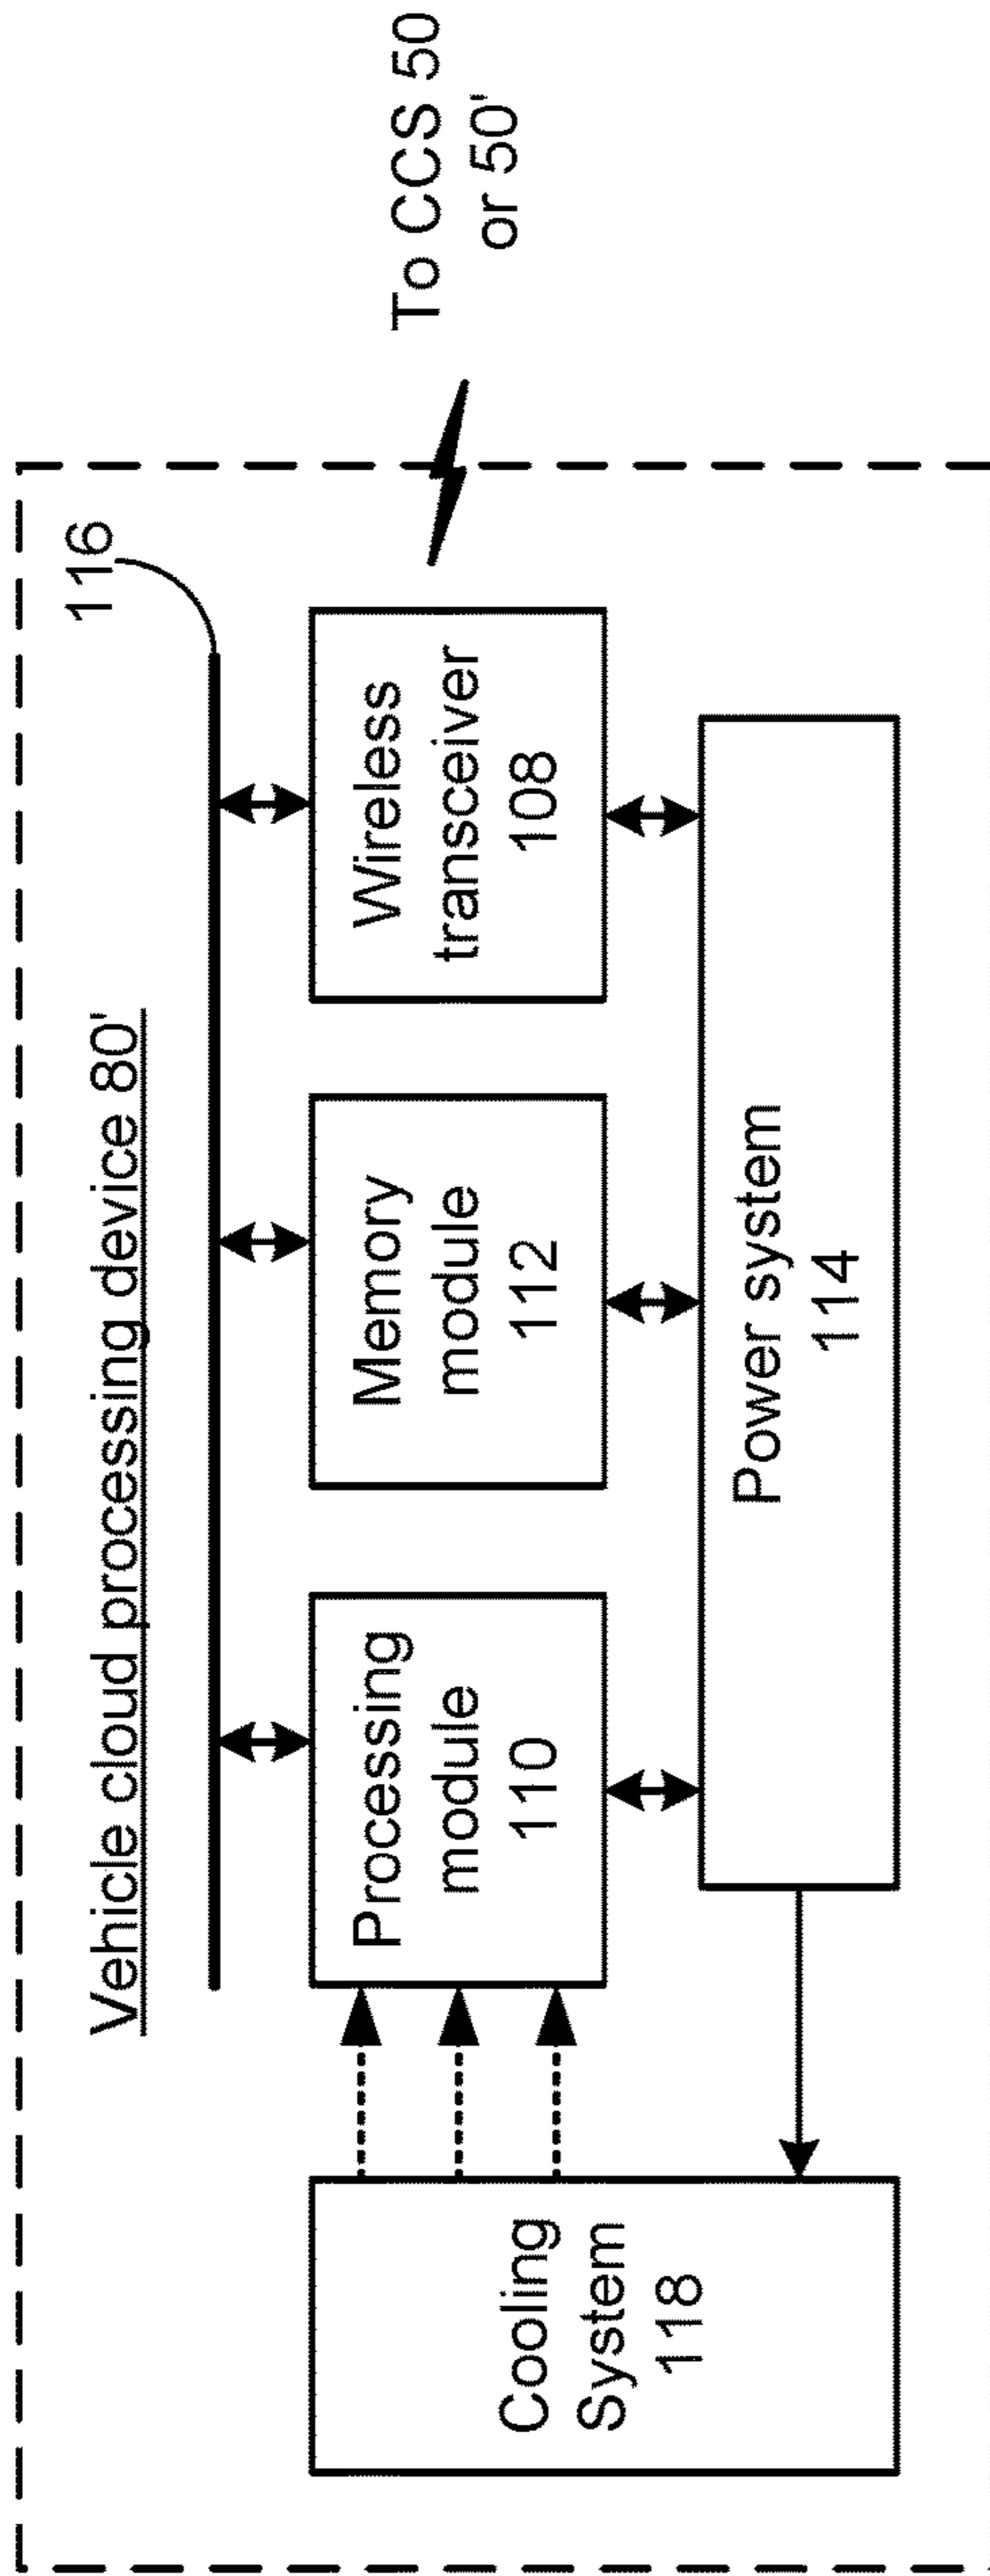 Vehicle cloud processing device 80'
116
Cooling
System
118
Processing
module
110
Memory
module
112
Wireless
transceiver
108
To CCS 50
or 50'
Power system
114